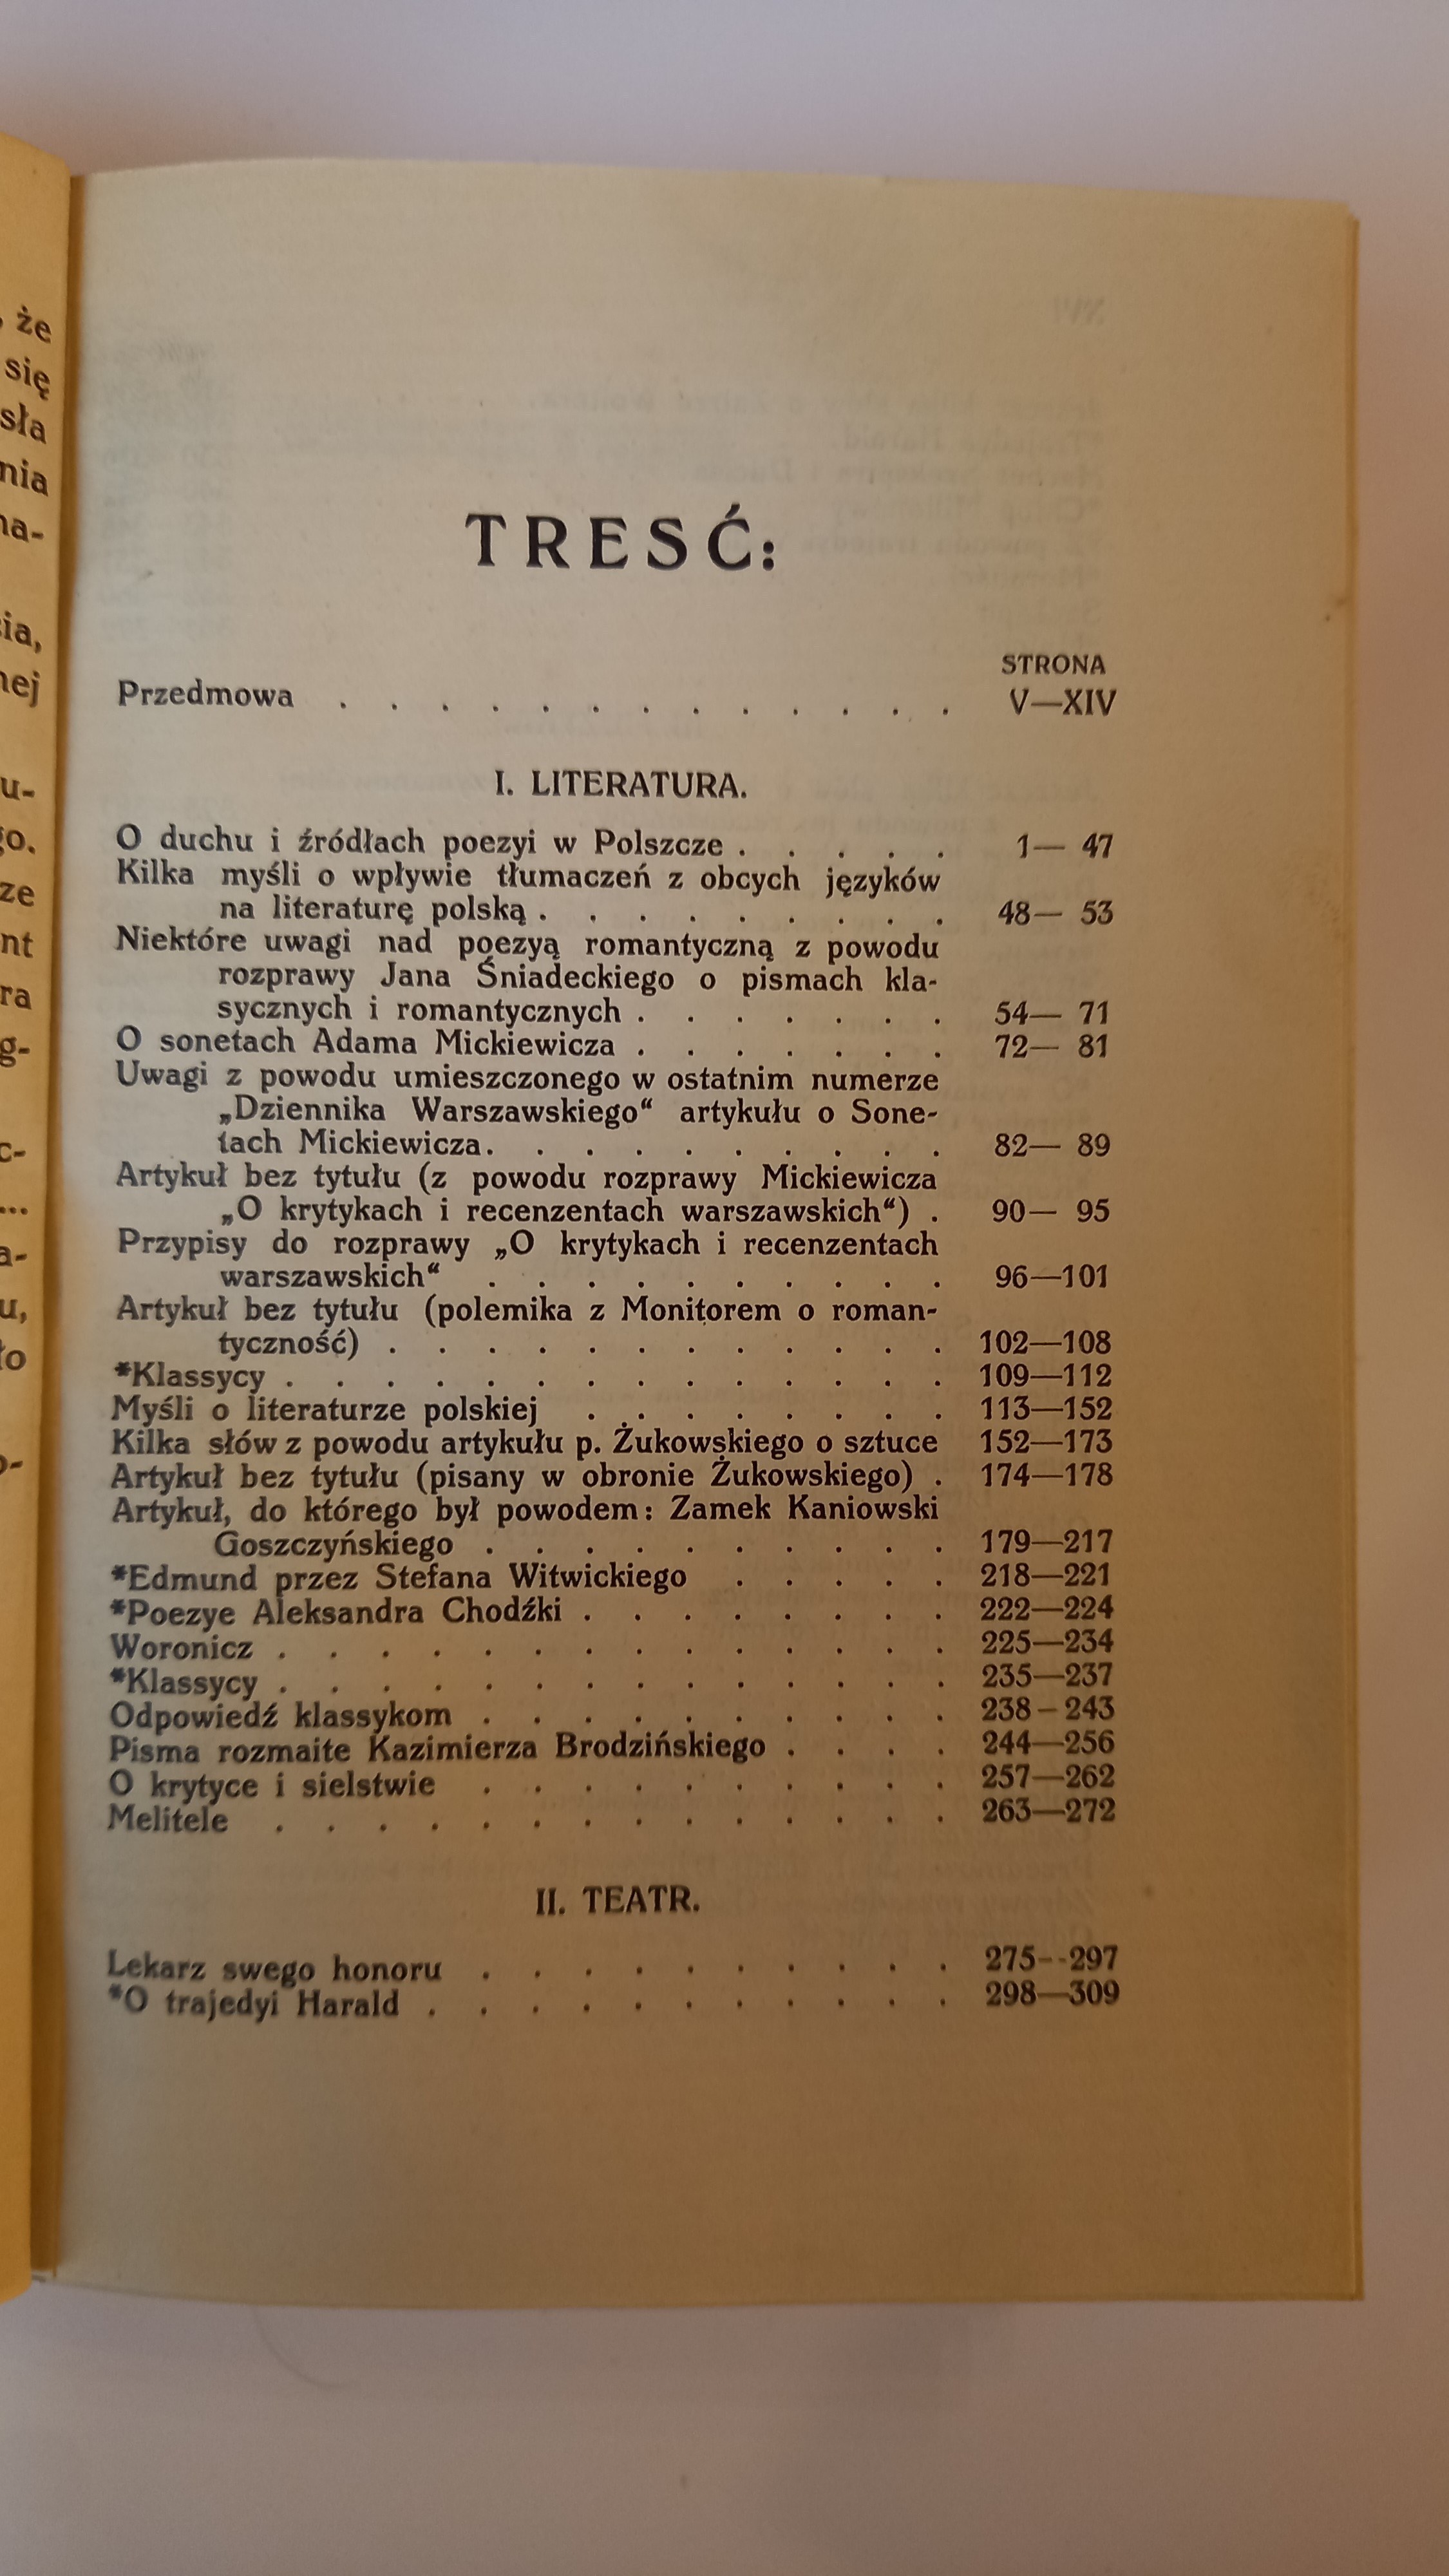 że
się
TRESĆ:
STRONA
Przedmowa . . . . . . . . . . . . . V—XIV
I. LITERATURA.
O duchu i źródłach poezyi w Polszcze . . . . . 1— 47
Kilka myśli o wpływie tłumaczeń z obcych języków
na literaturę polską . . . . . . . . . 48— 53
Niektóre uwagi nad poezyą romantyczną z powodu
rozprawy Jana Śniadeckiego o pismach kla-
sycznych i romantycznych . . . . . . . 54— 71
O sonetach Adama Mickiewicza . . . . . . . 72— 81
Uwagi z powodu umieszczonego w ostatnim numerze
„Dziennika Warszawskiego“ artykułu o Sone-
tach Mickiewicza. . . . . . . . . . 82— 89
Artykuł bez tytułu (z powodu rozprawy Mickiewicza
„O krytykach i recenzentach warszawskich“) . 90— 95
Przypisy do rozprawy „O krytykach i recenzentach
warszawskich“ . . . . . . . . . . 96—101
Artykuł bez tytułu (polemika z Monitorem o roman-
tyczność) . . . . . . . . . . . . 102—108
*Klassycy . . . . . . . . . . . . . . 109—112
Myśli o literaturze polskiej . . . . . . . . 113—152
Kilka słów z powodu artykułu p. Żukowskiego o sztuce 152—173
Artykuł bez tytułu (pisany w obronie Żukowskiego) . 174—178
Artykuł, do którego był powodem: Zamek Kaniowski
Goszczyńskiego . . . . . . . . . . 179—217
*Edmund przez Stefana Witwickiego . . . . . 218—221
*Poezye Aleksandra Chodźki . . . . . . . . 222—224
Woronicz . . . . . . . . . . . . . . 225—234
*Klassycy . . . . . . . . . . . . . . 235—237
Odpowiedź klassykom . . . . . . . . . . 238–243
Pisma rozmaite Kazimierza Brodzińskiego . . . . 244—256
O krytyce i sielstwie . . . . . . . . . . 257—262
Melitele . . . . . . . . . . . . . . 263—272
II. TEATR.
Lekarz swego honoru . . . . . . . . . . 275--297
*O trajedyi Harald . . . . . . . . . . . 298—309